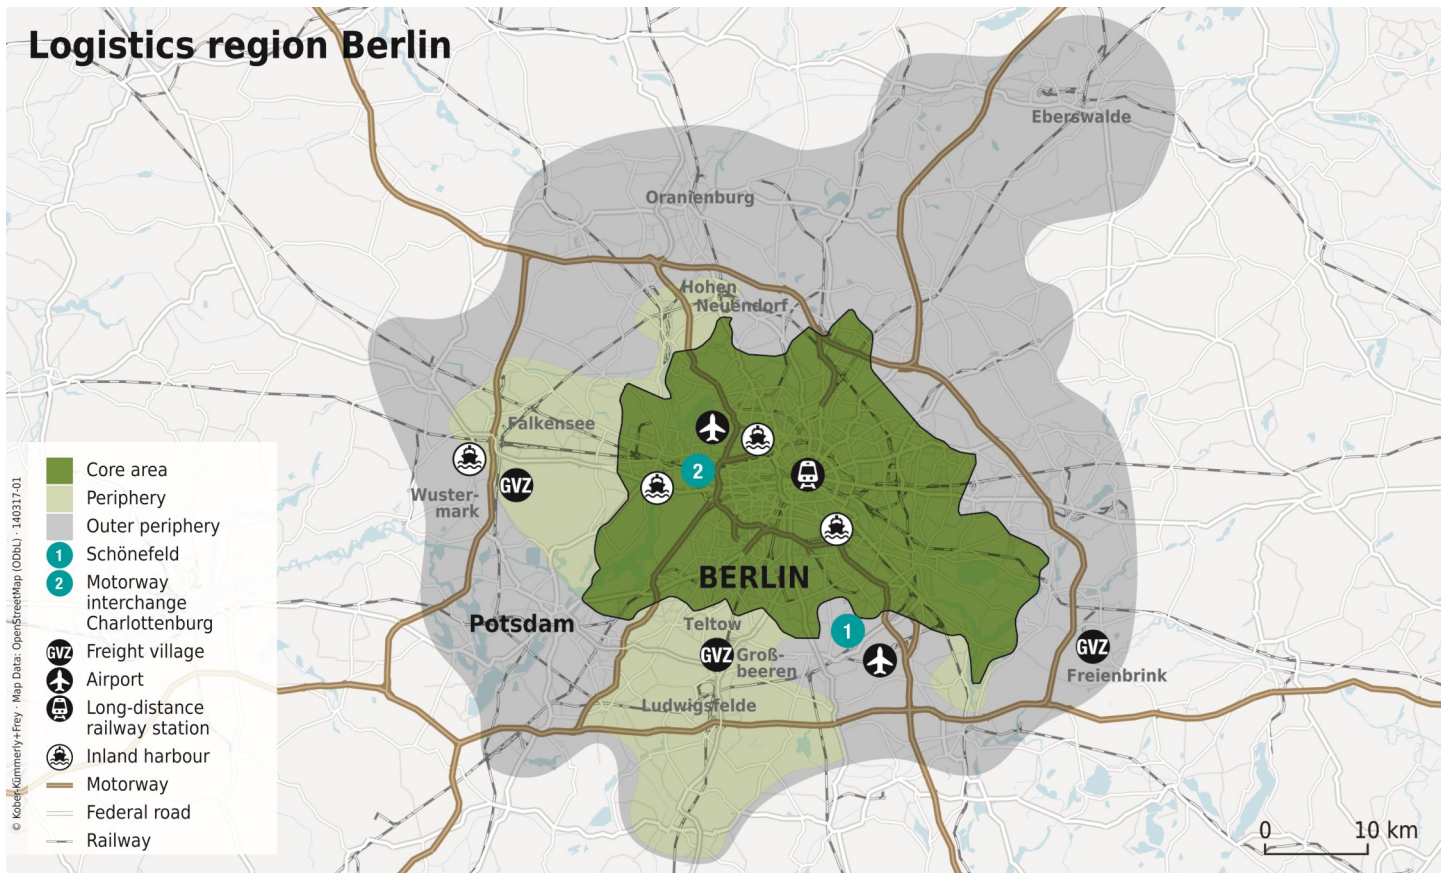 Logistics region Berlin
Eberswalde
Oranienburg
Hohen
Neuendorf
Falkensee
2
GVZ
Wuster-
mark
BERLIN
Potsdam
Teltow
1
GVZ
Groß-
beeren
GVZ
Freienbrink
Ludwigsfelde
Core area
Periphery
Outer periphery
1 Schönefeld
2 Motorway
interchange
Charlottenburg
GVZ Freight village
Airport
Long-distance
railway station
Inland harbour
Motorway
Federal road
Railway
0 10 km
© Kober-Kümmerly+Frey · Map Data: OpenStreetMap (ODbL) · 140317-01